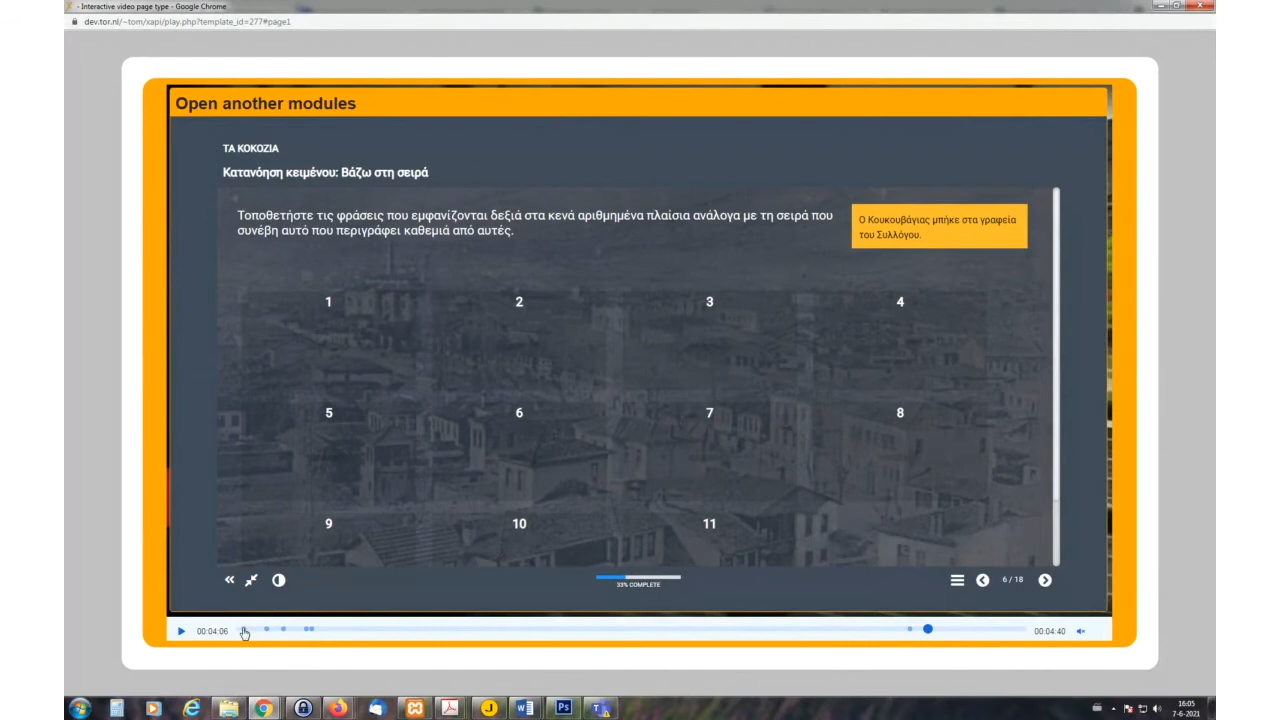 - Interactive video page type - Google Chrome
dev.tor.nl/~tom/xapi/play.php?template_id=277#page1
Open another modules
ΤΑ ΚΟΚΟΖΙΑ
Κατανόηση κειμένου: Βάζω στη σειρά
Τοποθετήστε τις φράσεις που εμφανίζονται δεξιά στα κενά αριθμημένα πλαίσια ανάλογα με τη σειρά που
συνέβη αυτό που περιγράφει καθεμιά από αυτές.
Ο Κουκουβάγιας μπήκε στα γραφεία
του Συλλόγου.
1 2 3 4
5 6 7 8
9 10 11
33% COMPLETE
6 / 18
00:04:06
00:04:40
16:05
7-6-2021